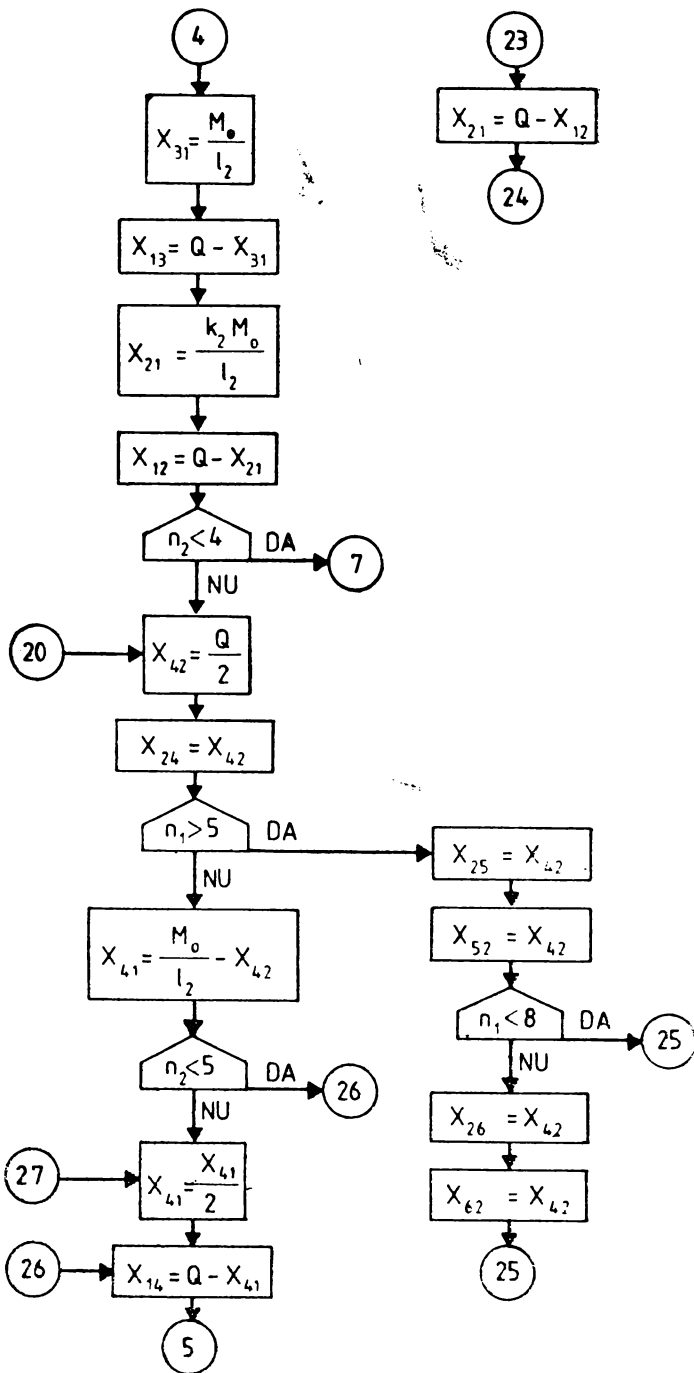 4
X₃₁ = M₀ / l₂
X₁₃ = Q - X₃₁
X₂₁ = k₂ M₀ / l₂
X₁₂ = Q - X₂₁
n₂ < 4 DA
7
NU
20
X₄₂ = Q / 2
X₂₄ = X₄₂
n₁ > 5 DA
NU
X₄₁ = M₀ / l₂ - X₄₂
n₂ < 5 DA
26
NU
27
X₄₁ = X₄₁ / 2
26
X₁₄ = Q - X₄₁
5
23
X₂₁ = Q - X₁₂
24
X₂₅ = X₄₂
X₅₂ = X₄₂
n₁ < 8 DA
25
NU
X₂₆ = X₄₂
X₆₂ = X₄₂
25